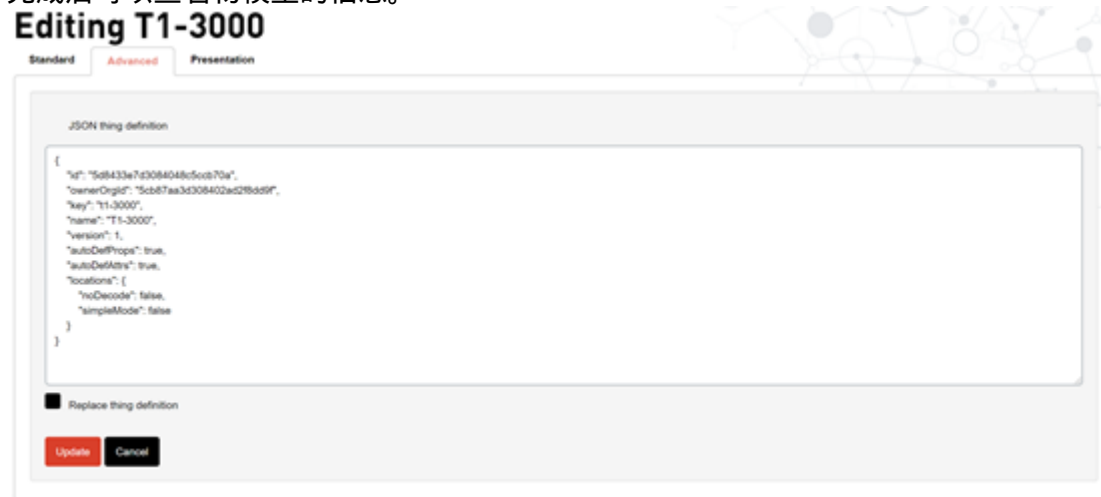 Editing T1-3000
Standard Advanced Presentation
JSON thing definition
{
"id": "5d8433e7d3084048c5ccb70a",
"ownerOrgId": "5cb87aa3d308402ad2f8dd9f",
"key": "t1-3000",
"name": "T1-3000",
"version": 1,
"autoDefProps": true,
"autoDefAttrs": true,
"locations": {
"noDecode": false,
"simpleMode": false
}
}
Replace thing definition
Update Cancel